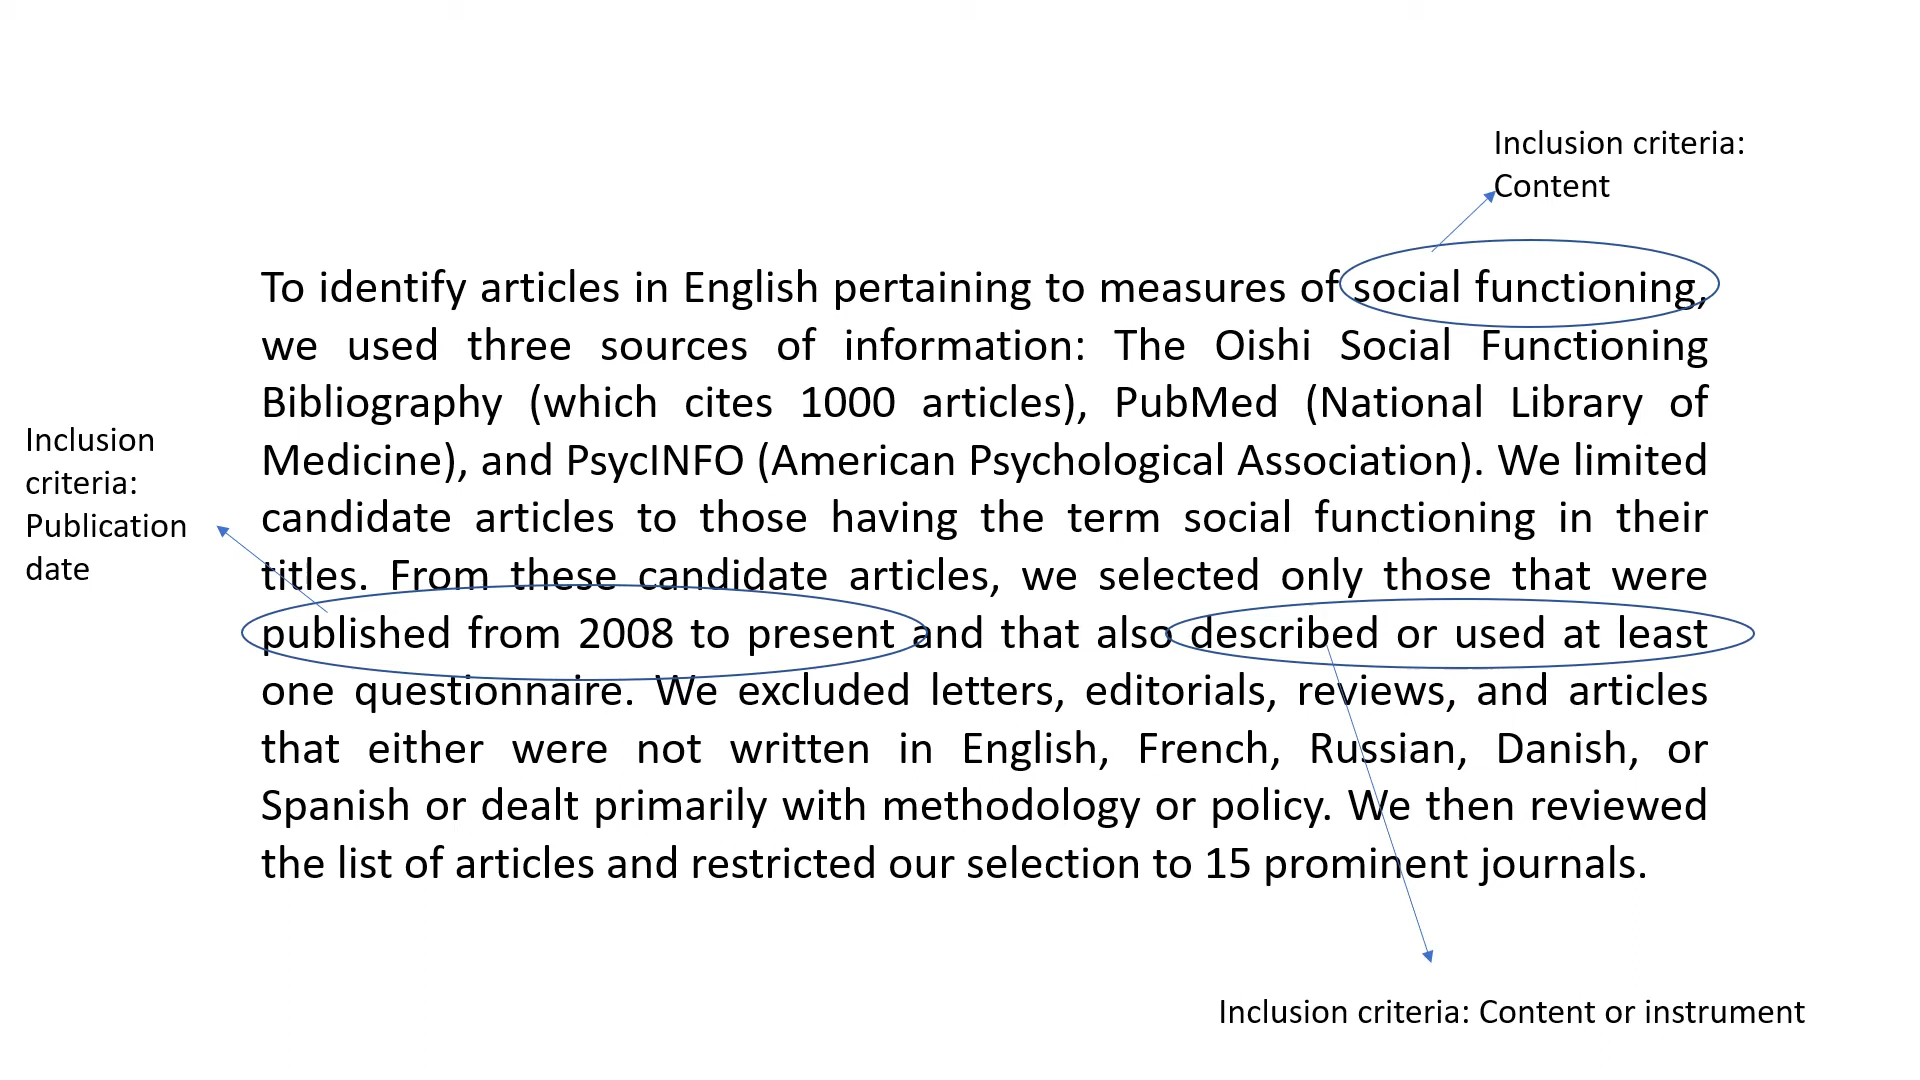 Inclusion criteria:
Content
To identify articles in English pertaining to measures of social functioning,
we used three sources of information: The Oishi Social Functioning
Bibliography (which cites 1000 articles), PubMed (National Library of
Medicine), and PsycINFO (American Psychological Association). We limited
candidate articles to those having the term social functioning in their
titles. From these candidate articles, we selected only those that were
published from 2008 to present and that also described or used at least
one questionnaire. We excluded letters, editorials, reviews, and articles
that either were not written in English, French, Russian, Danish, or
Spanish or dealt primarily with methodology or policy. We then reviewed
the list of articles and restricted our selection to 15 prominent journals.
Inclusion
criteria:
Publication
date
Inclusion criteria: Content or instrument